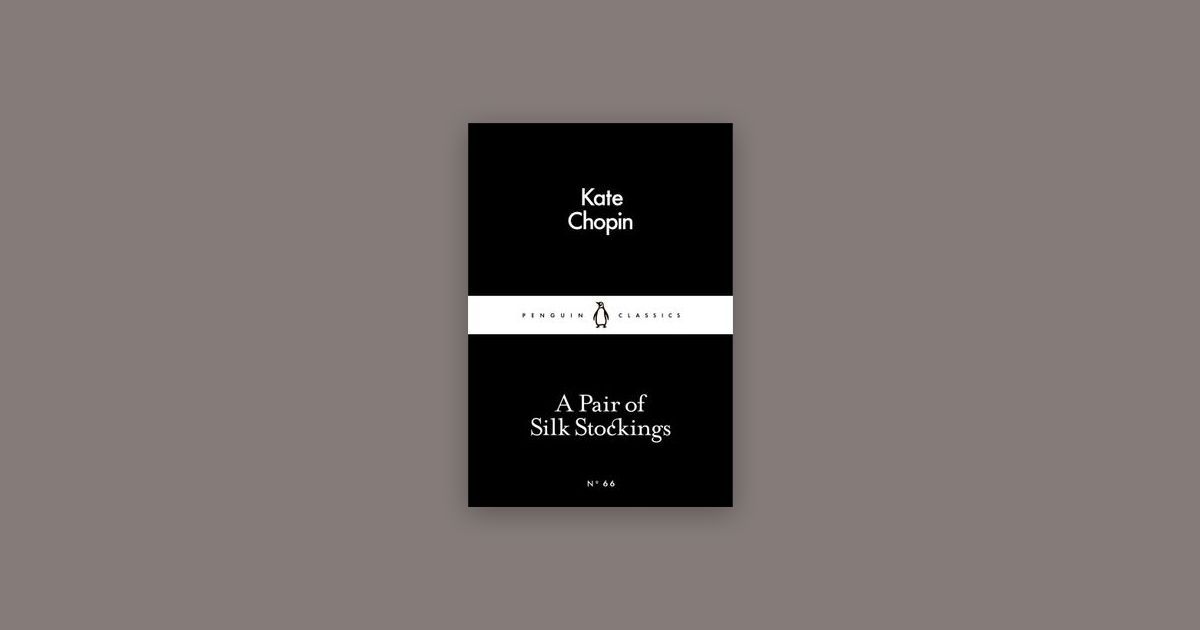 Kate
Chopin
PENGUIN CLASSICS
A Pair of
Silk Stockings
Nº 66